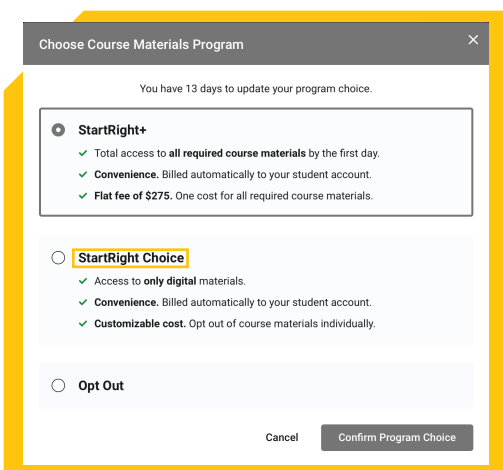 Choose Course Materials Program
You have 13 days to update your program choice.
StartRight+
Total access to all required course materials by the first day.
Convenience. Billed automatically to your student account.
Flat fee of $275. One cost for all required course materials.
StartRight Choice
Access to only digital materials.
Convenience. Billed automatically to your student account.
Customizable cost. Opt out of course materials individually.
Opt Out
Cancel Confirm Program Choice